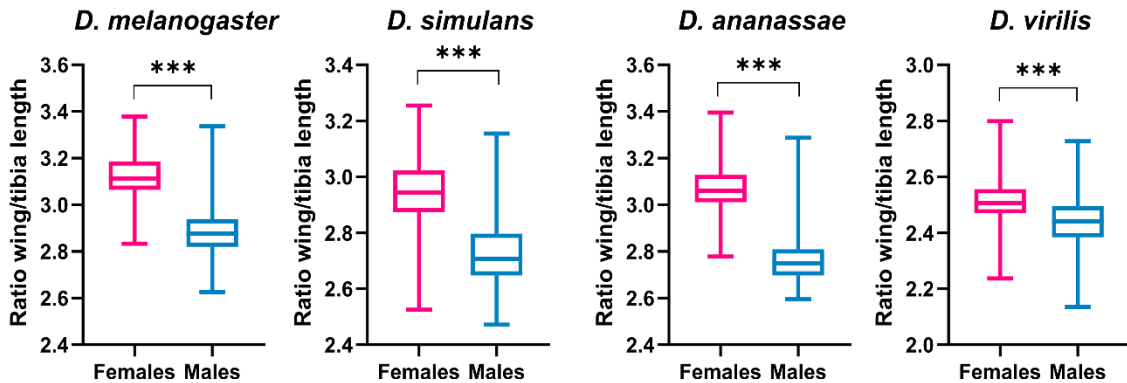 D. melanogaster
Ratio wing/tibia length
3.6
3.4
3.2
3.0
2.8
2.6
2.4
***
Females Males
D. simulans
Ratio wing/tibia length
3.4
3.2
3.0
2.8
2.6
2.4
***
Females Males
D. ananassae
Ratio wing/tibia length
3.6
3.4
3.2
3.0
2.8
2.6
2.4
***
Females Males
D. virilis
Ratio wing/tibia length
3.0
2.8
2.6
2.4
2.2
2.0
***
Females Males